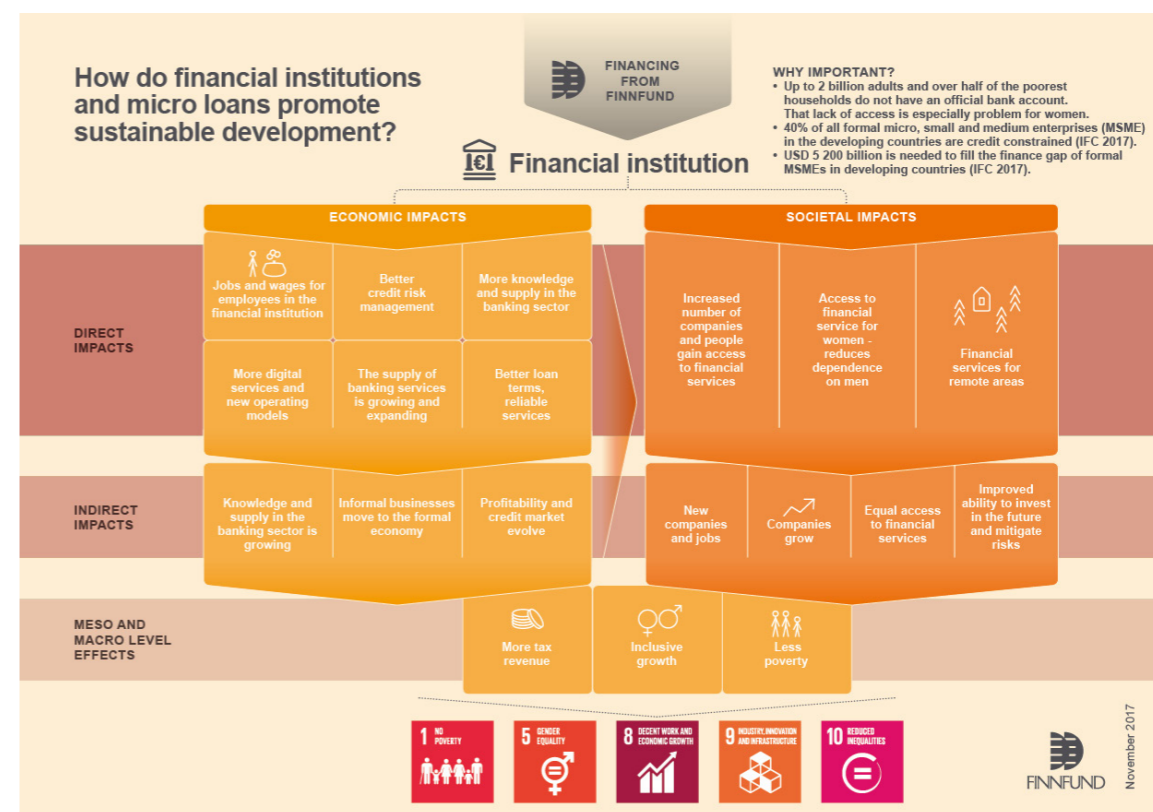 How do financial institutions
and micro loans promote
sustainable development?
FINANCING
FROM
FINNFUND
WHY IMPORTANT?
• Up to 2 billion adults and over half of the poorest
households do not have an official bank account.
That lack of access is especially problem for women.
• 40% of all formal micro, small and medium enterprises (MSME)
in the developing countries are credit constrained (IFC 2017).
• USD 5 200 billion is needed to fill the finance gap of formal
MSMEs in developing countries (IFC 2017).
I€I Financial institution
ECONOMIC IMPACTS
SOCIETAL IMPACTS
DIRECT
IMPACTS
Jobs and wages for
employees in the
financial institution
Better
credit risk
management
More knowledge
and supply in the
banking sector
More digital
services and
new operating
models
The supply of
banking services
is growing and
expanding
Better loan
terms,
reliable
services
Increased
number of
companies
and people
gain access
to financial
services
Access to
financial
service for
women -
reduces
dependence
on men
Financial
services for
remote areas
INDIRECT
IMPACTS
Knowledge and
supply in the
banking sector is
growing
Informal businesses
move to the formal
economy
Profitability and
credit market
evolve
New
companies
and jobs
Companies
grow
Equal access
to financial
services
Improved
ability to invest
in the future
and mitigate
risks
MESO AND
MACRO LEVEL
EFFECTS
More tax
revenue
Inclusive
growth
Less
poverty
1 NO
POVERTY
5 GENDER
EQUALITY
8 DECENT WORK AND
ECONOMIC GROWTH
9 INDUSTRY, INNOVATION
AND INFRASTRUCTURE
10 REDUCED
INEQUALITIES
FINNFUND
November 2017